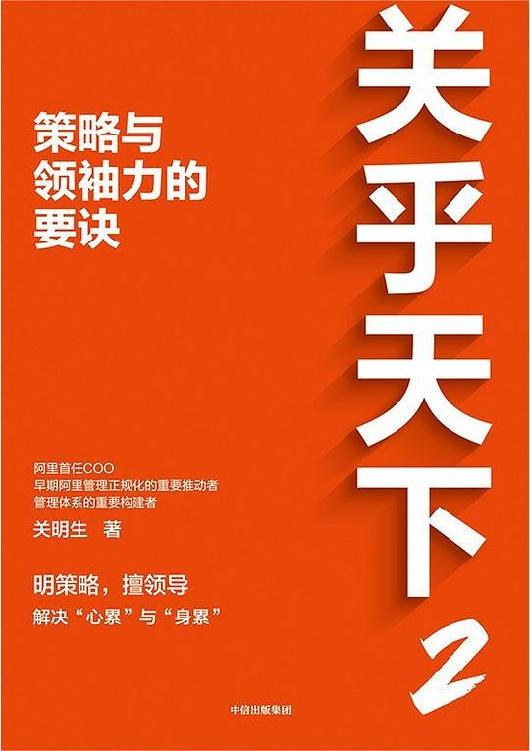 关乎天下2
策略与
领袖力的
要诀
阿里首任COO
早期阿里管理正规化的重要推动者
管理体系的重要构建者
关明生 著
明策略，擅领导
解决“心累”与“身累”
中信出版集团